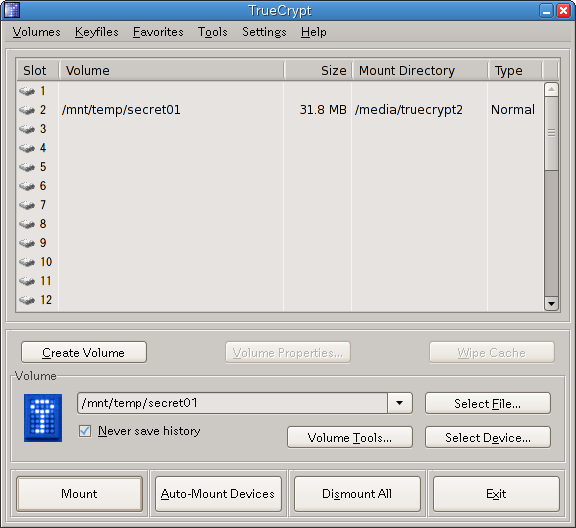 TrueCrypt
Volumes Keyfiles Favorites Tools Settings Help
Slot Volume Size Mount Directory Type
1
2 /mnt/temp/secret01 31.8 MB /media/truecrypt2 Normal
3
4
5
6
7
8
9
10
11
12
Create Volume Volume Properties... Wipe Cache
Volume
/mnt/temp/secret01 Select File...
Never save history
Volume Tools... Select Device...
Mount Auto-Mount Devices Dismount All Exit